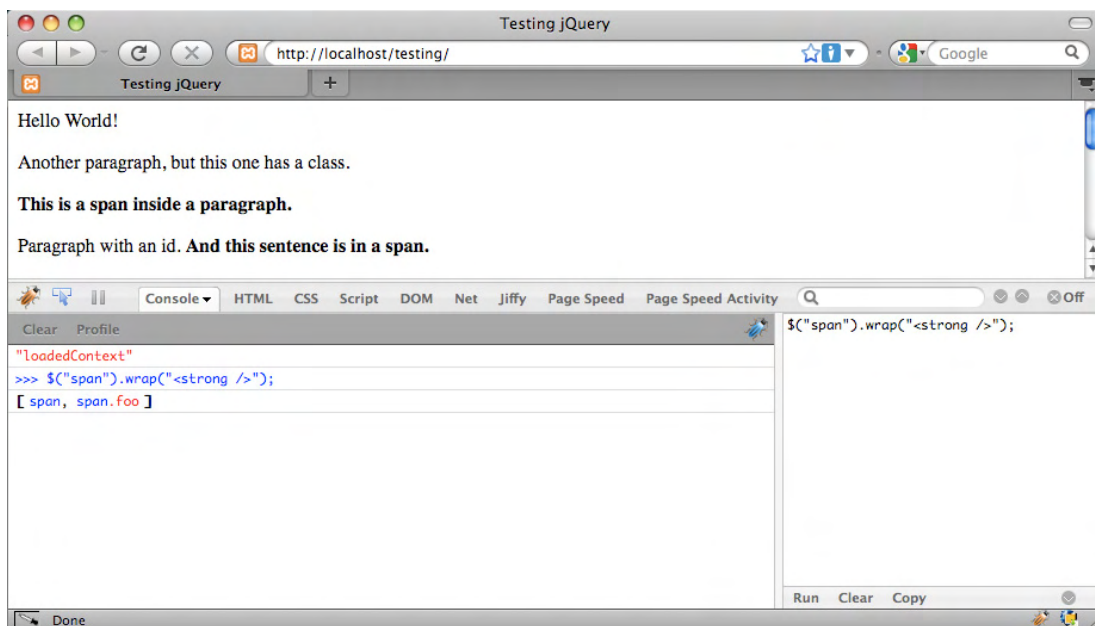 Testing jQuery
http://localhost/testing/
Google
Testing jQuery
+
Hello World!
Another paragraph, but this one has a class.
This is a span inside a paragraph.
Paragraph with an id. And this sentence is in a span.
Console HTML CSS Script DOM Net Jiffy Page Speed Page Speed Activity Off
Clear Profile
"loadedContext"
>>> $("span").wrap("<strong />");
[ span, span.foo ]
$("span").wrap("<strong />");
Run Clear Copy
Done